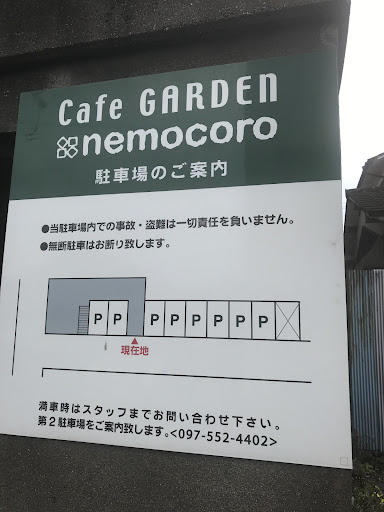 Cafe GARDEN
nemocoro
駐車場のご案内
●当駐車場内での事故・盗難は一切責任を負いません。
●無断駐車はお断り致します。
P P P P P P P P
現在地
満車時はスタッフまでお問い合わせ下さい。
第2駐車場をご案内致します。<097-552-4402>